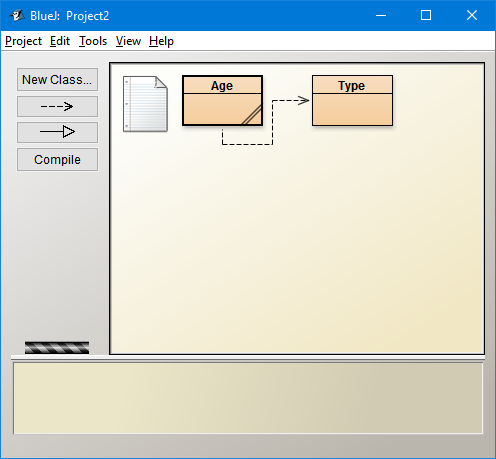 BlueJ:  Project2
Project Edit Tools View Help
New Class...
Compile
Age
Type